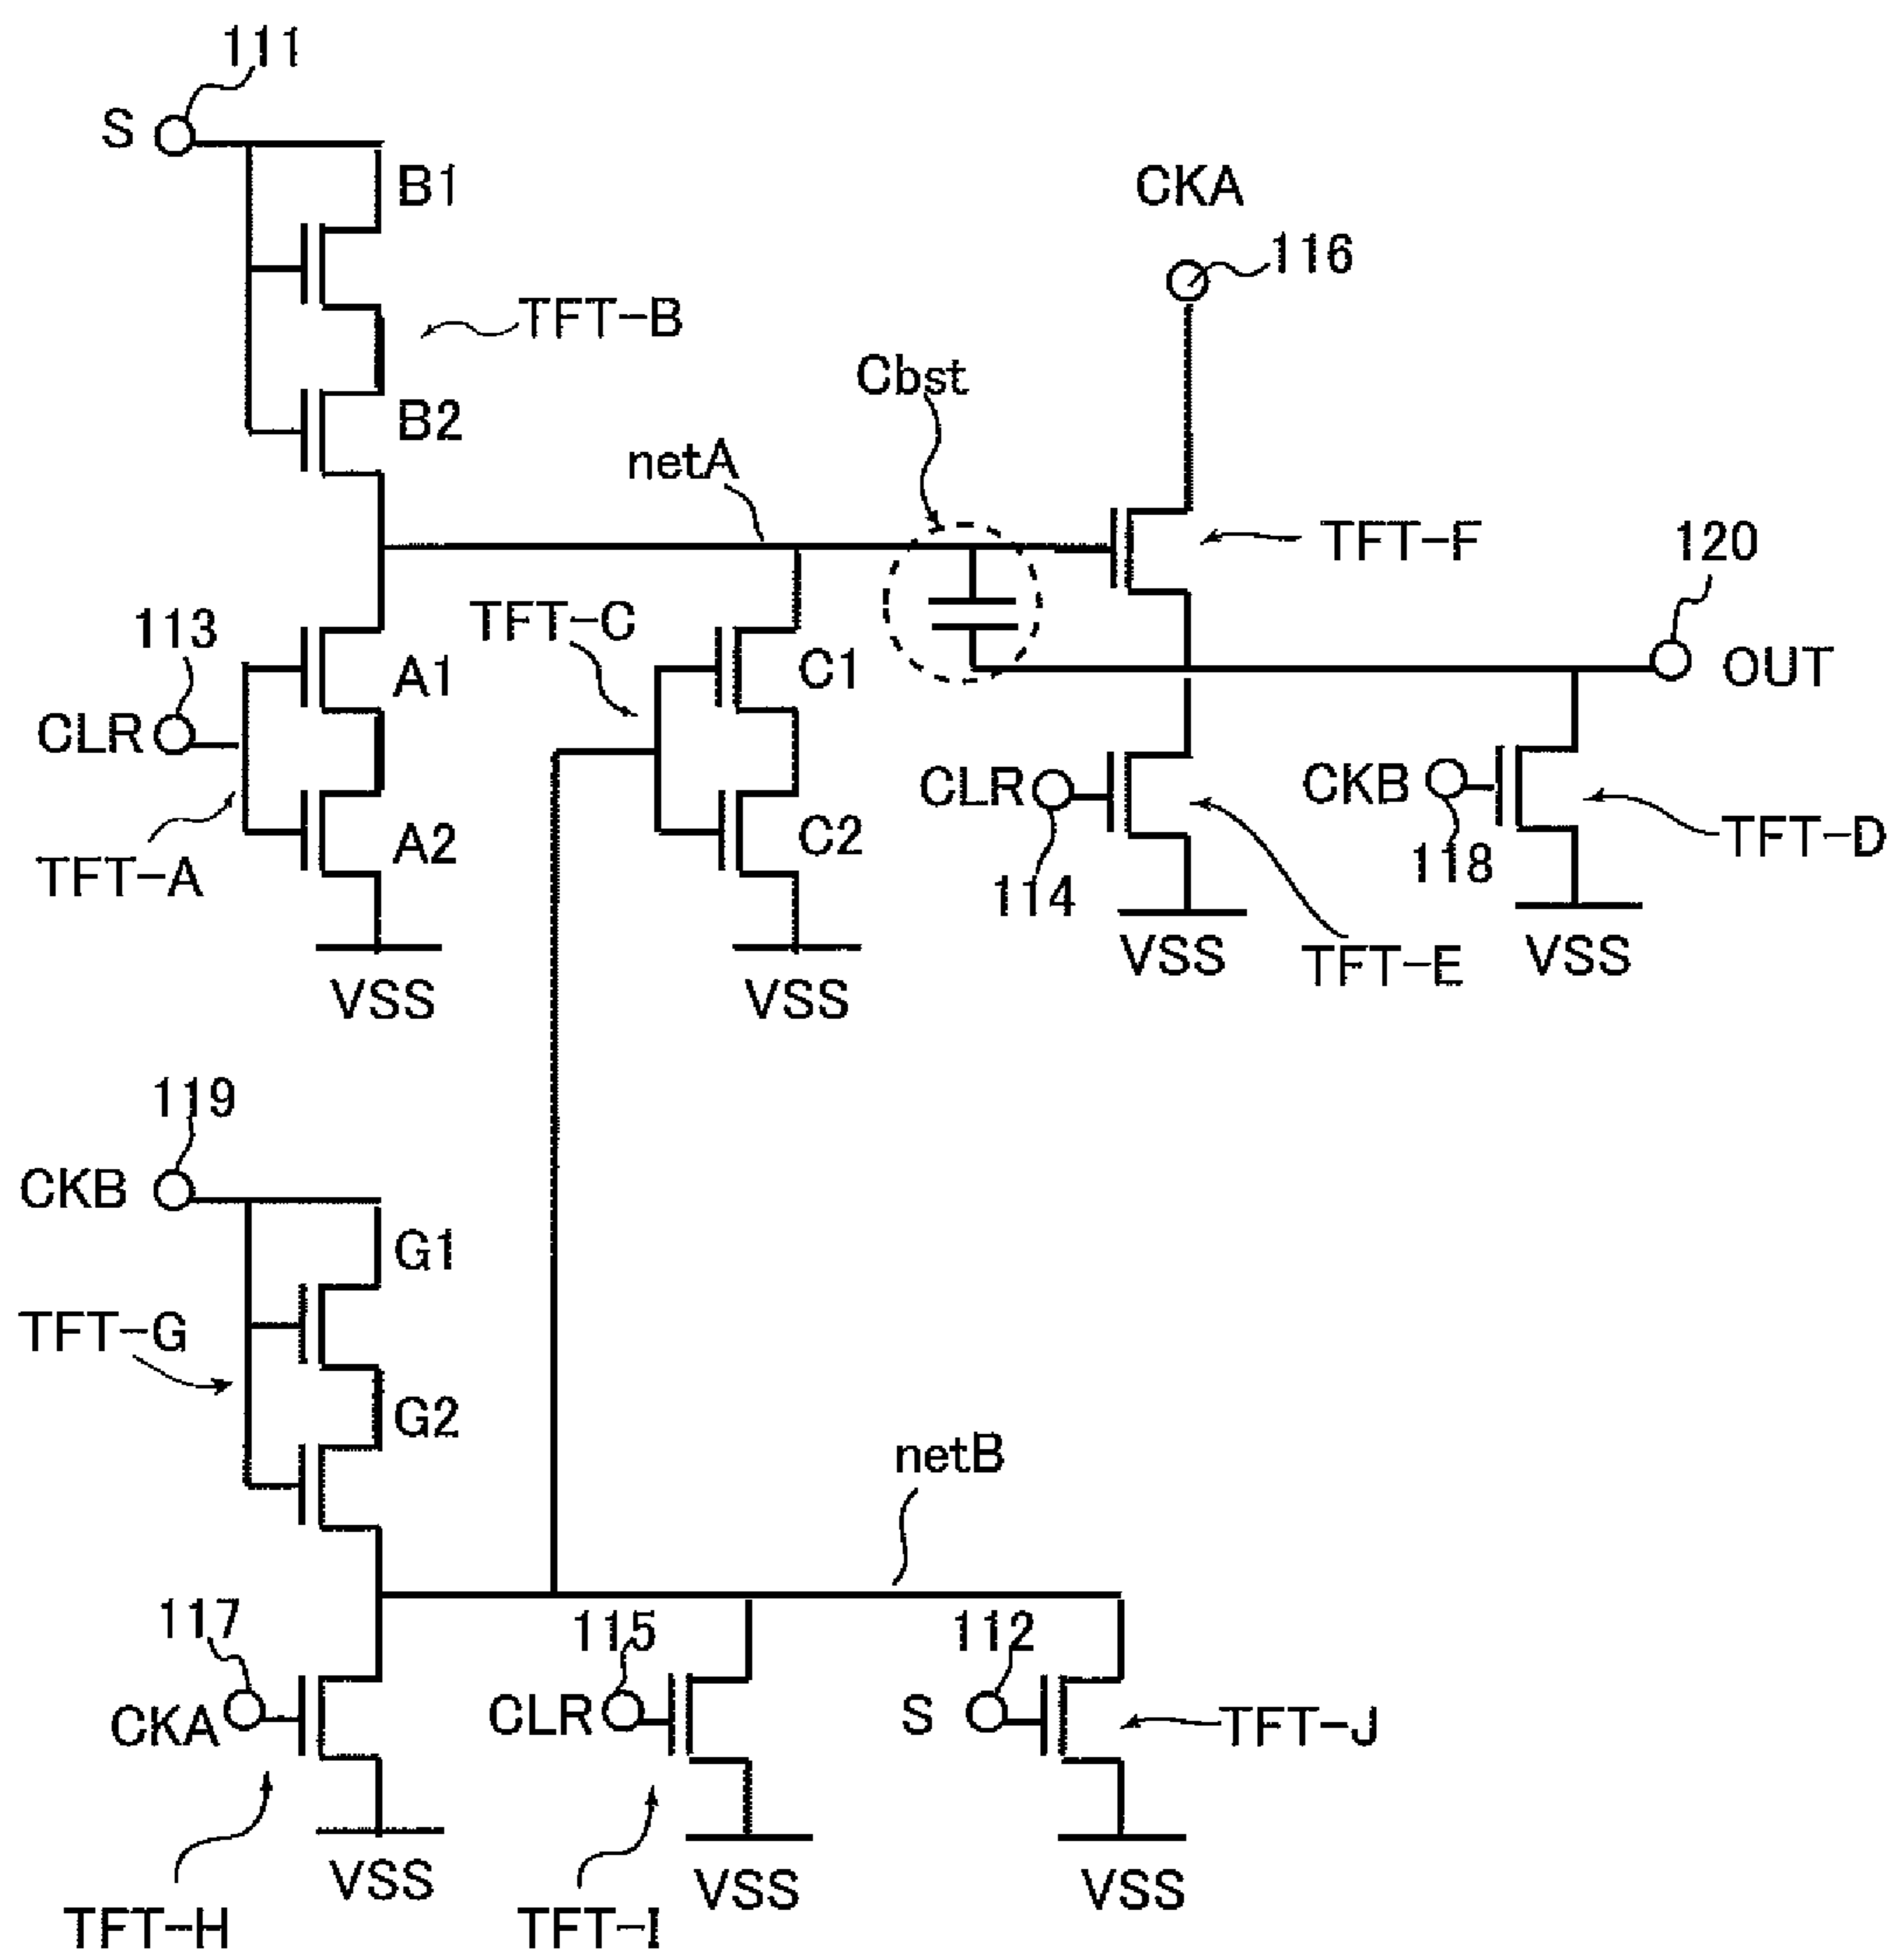 111
S
B1
CKA
116
TFT-B
Cbst
B2
netA
TFT-F
120
113
TFT-C
A1
C1
OUT
CLR
CLR
CKB
A2
C2
TFT-A
114
118
TFT-D
VSS
VSS
VSS
TFT-E
VSS
119
CKB
G1
TFT-G
G2
netB
117
115
112
CKA
CLR
S
TFT-J
VSS
VSS
VSS
TFT-H
TFT-I